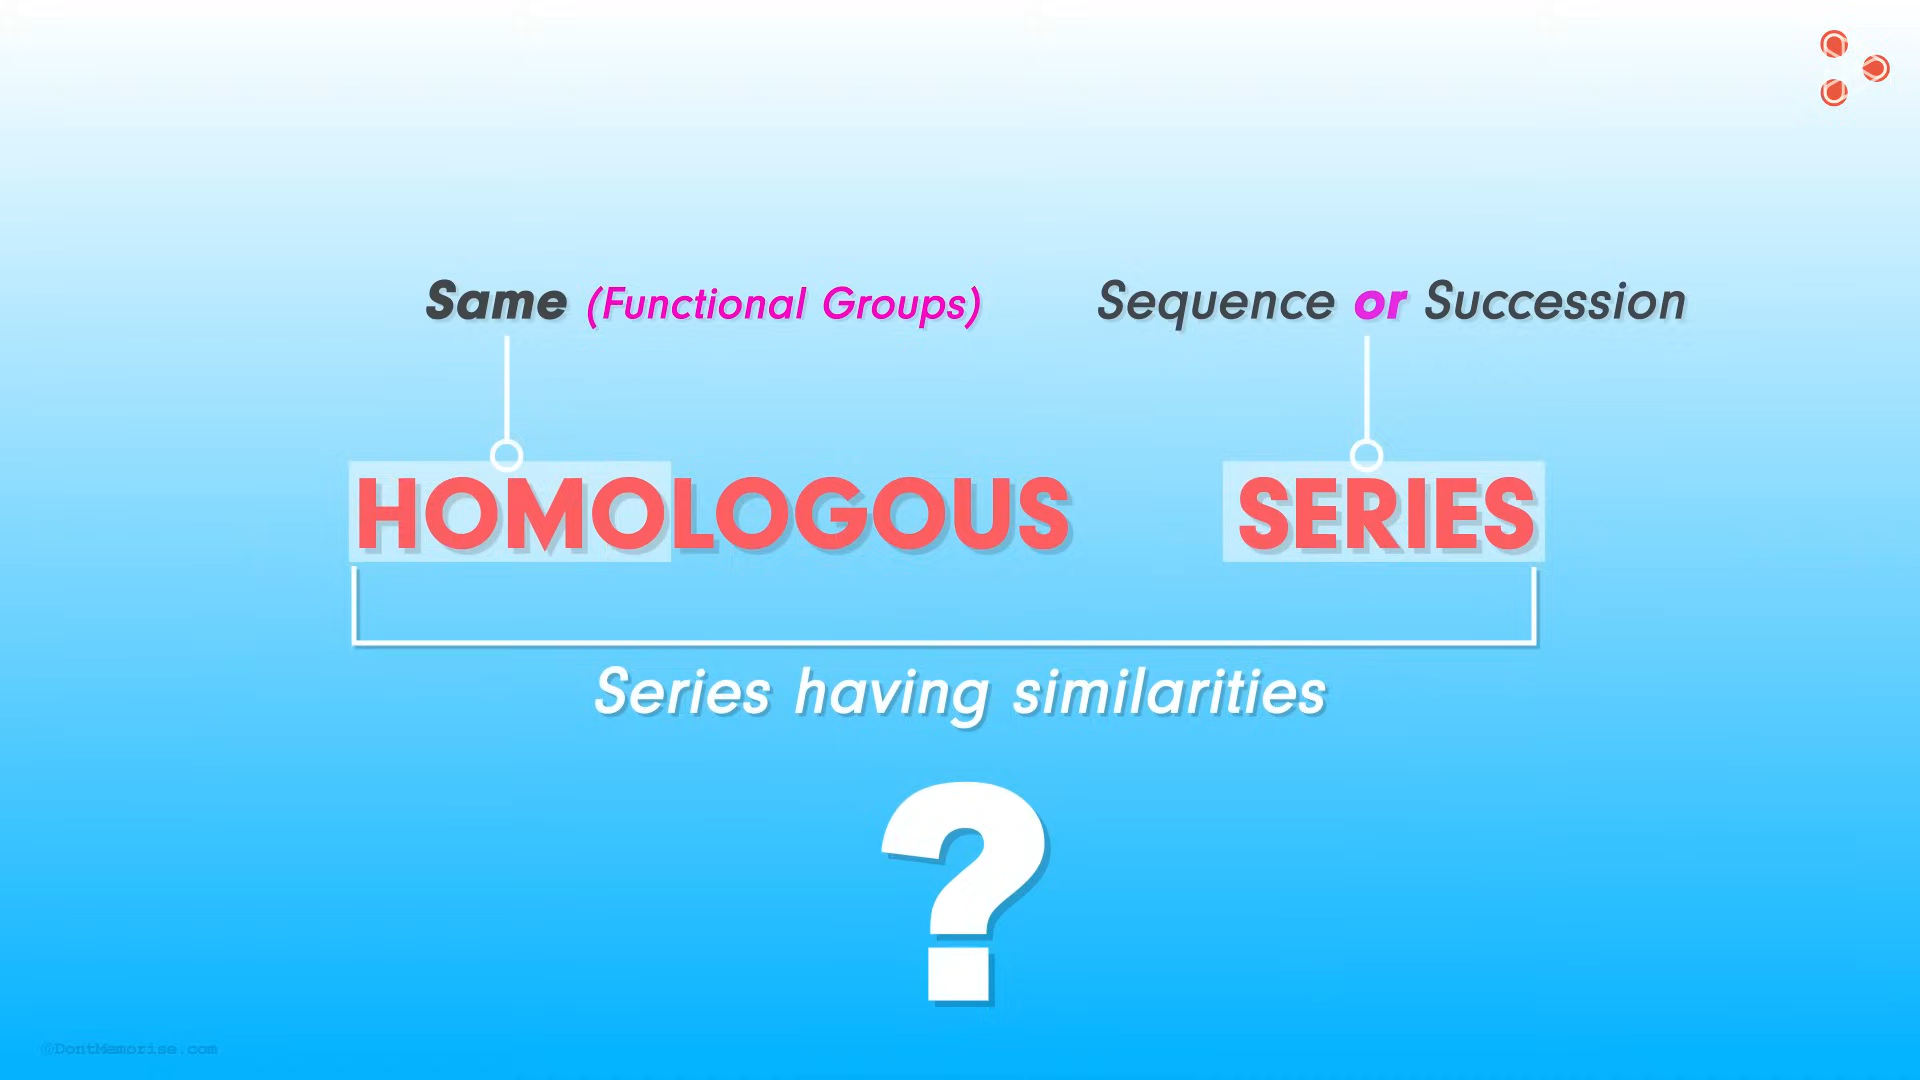 Same (Functional Groups) Sequence or Succession
HOMOLOGOUS SERIES
Series having similarities
?
©DontMemorise.com